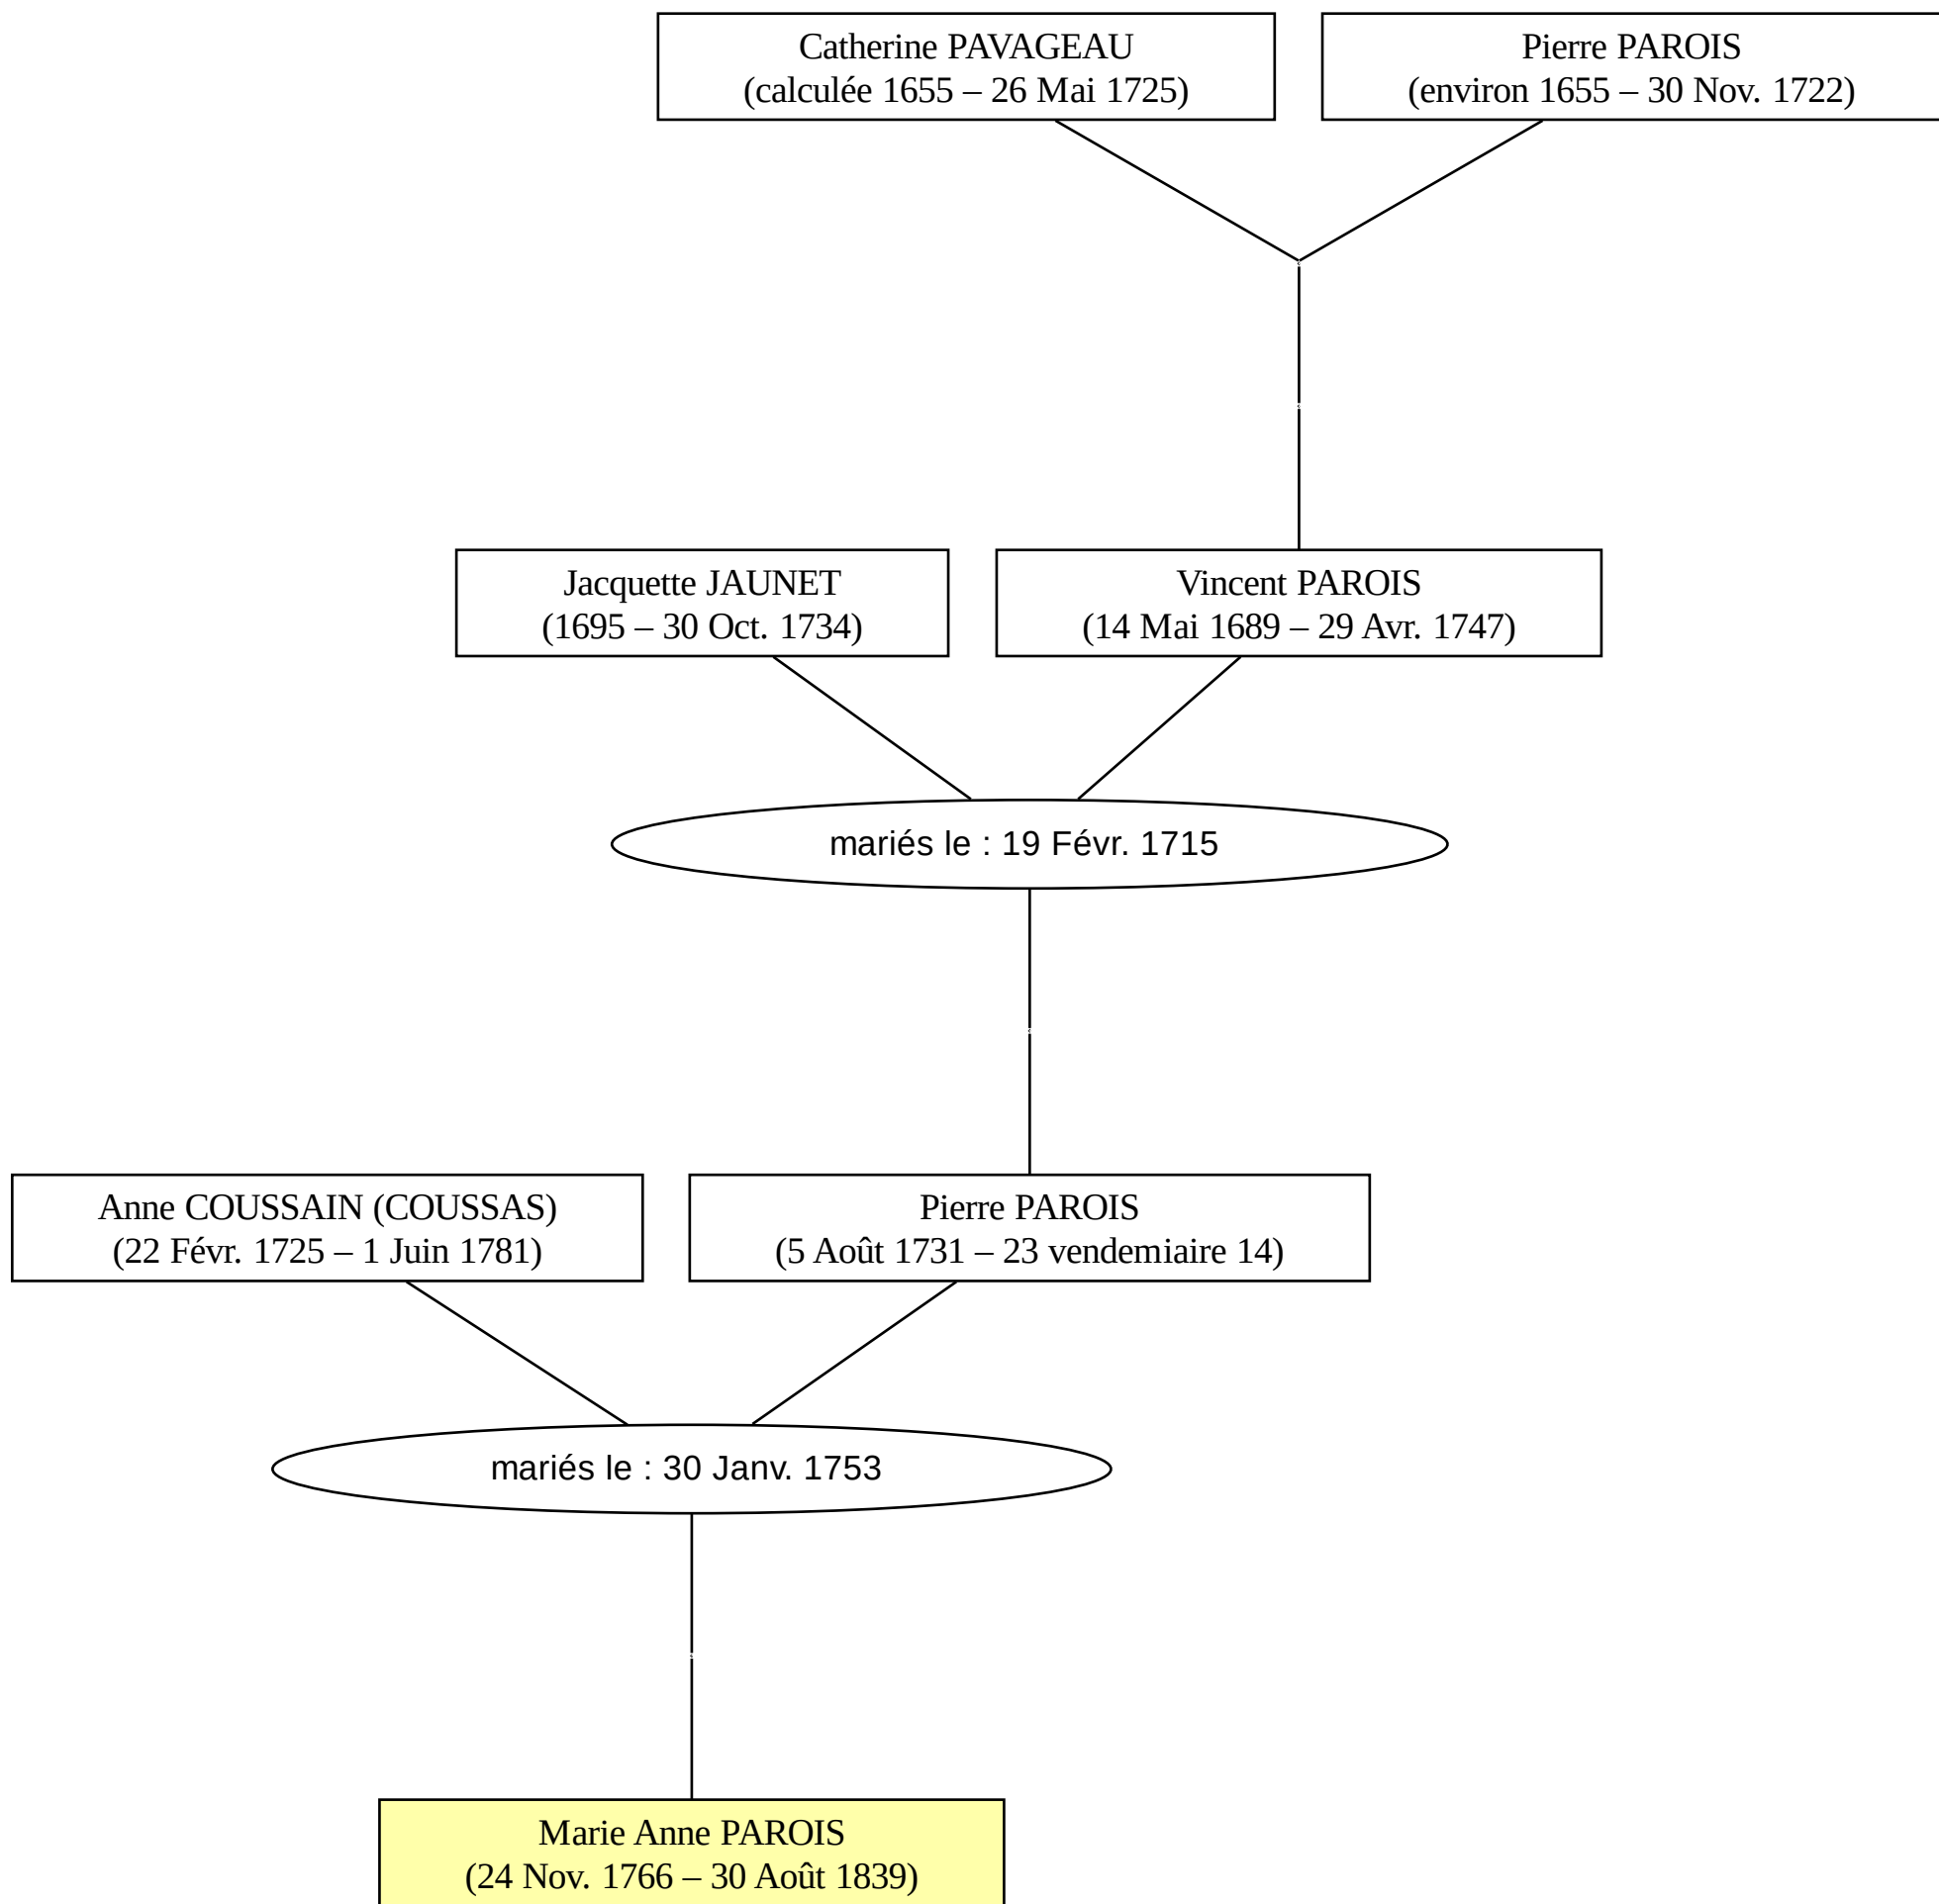 Catherine PAVAGEAU
(calculée 1655 – 26 Mai 1725)
Pierre PAROIS
(environ 1655 – 30 Nov. 1722)
Jacquette JAUNET
(1695 – 30 Oct. 1734)
Vincent PAROIS
(14 Mai 1689 – 29 Avr. 1747)
mariés le : 19 Févr. 1715
Anne COUSSAIN (COUSSAS)
(22 Févr. 1725 – 1 Juin 1781)
Pierre PAROIS
(5 Août 1731 – 23 vendemiaire 14)
mariés le : 30 Janv. 1753
Marie Anne PAROIS
(24 Nov. 1766 – 30 Août 1839)